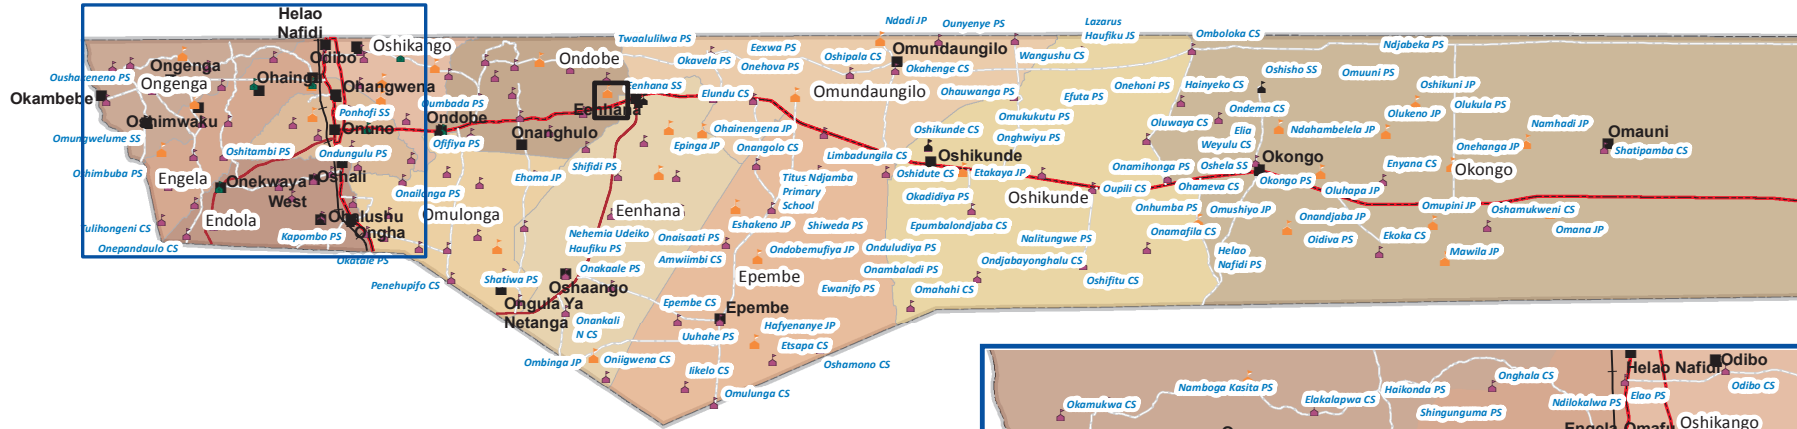 Helao
Nafidi
Odibo
Oshikango
Ongenga
Ongenga
Ohaingu
Ohangwena
Oushakeneno PS
Okambebe
Oshimwaku
Omungwelume SS
Onuno
Ponhofi SS
Oshitambi PS
Ondungulu PS
Oshimbuba PS
Engela
Onekwaya
West
Oshali
Endola
Ohalushu
Ongha
Tulihongeni CS
Onepandaulo CS
Kapombo PS
Okatale PS
Penehupifo CS
Oumbada PS
Ondobe
Ofifiya PS
Onailonga PS
Omulonga
Ondobe
Onanghulo
Eenhana
Eenhana SS
Shifidi PS
Ehoma JP
Eenhana
Twaalulilwa PS
Okavela PS
Eexwa PS
Onehova PS
Elundu CS
Ohainengena JP
Epinga JP
Onangolo CS
Limbadungila CS
Titus Ndjamba
Primary
School
Shiweda PS
Eshakeno JP
Nehemia Udeiko
Haufiku PS
Onaisaati PS
Amwiimbi CS
Onakaale PS
Ondobemufiya JP
Shatiwa PS
Oshaango
Ongula Ya
Netanga
Onankali
N CS
Epembe
Epembe CS
Epembe
Ewanifo PS
Uuhahe PS
Hafyenanye JP
Etsapa CS
Oshamono CS
Ombinga JP
Oniigwena CS
Iikelo CS
Omulunga CS
Ndadi JP
Ounyenye PS
Omundaungilo
Oshipala CS
Okahenge CS
Omundaungilo
Ohauwanga PS
Wangushu CS
Lazarus
Haufiku JS
Omboloka CS
Efuta PS
Onehoni PS
Omukukutu PS
Onghwiyu PS
Oshikunde CS
Oshikunde
Oshidute CS
Etakaya JP
Okadidiya PS
Oshikunde
Epumbalondjaba CS
Onduludiya PS
Onambaladi PS
Omahahi CS
Nalitungwe PS
Ondjabayonghalu CS
Oshifitu CS
Oupili CS
Onamihonga PS
Ohameva CS
Onhumba PS
Onamafila CS
Omushiyo JP
Helao
Nafidi PS
Oluwaya CS
Elia
Weyulu CS
Oshela SS
Ondema CS
Hainyeko CS
Oshisho SS
Ndjabeka PS
Omuuni PS
Oshikuni JP
Olukula PS
Olukeno JP
Ndahambelela JP
Namhadi JP
Omauni
Shatipamba CS
Onehanga JP
Enyana CS
Okongo
Okongo
Okongo PS
Oluhapa JP
Onandjaba JP
Oidiva PS
Ekoka CS
Omupini JP
Oshamukweni CS
Omana JP
Mawila JP
Helao Nafidi
Odibo
Odibo CS
Namboga Kasita PS
Okamukwa CS
Elakalapwa CS
Haikonda PS
Onghala CS
Shingunguma PS
Ndilokalwa PS
Elao PS
Oshikango
Engela Omafu